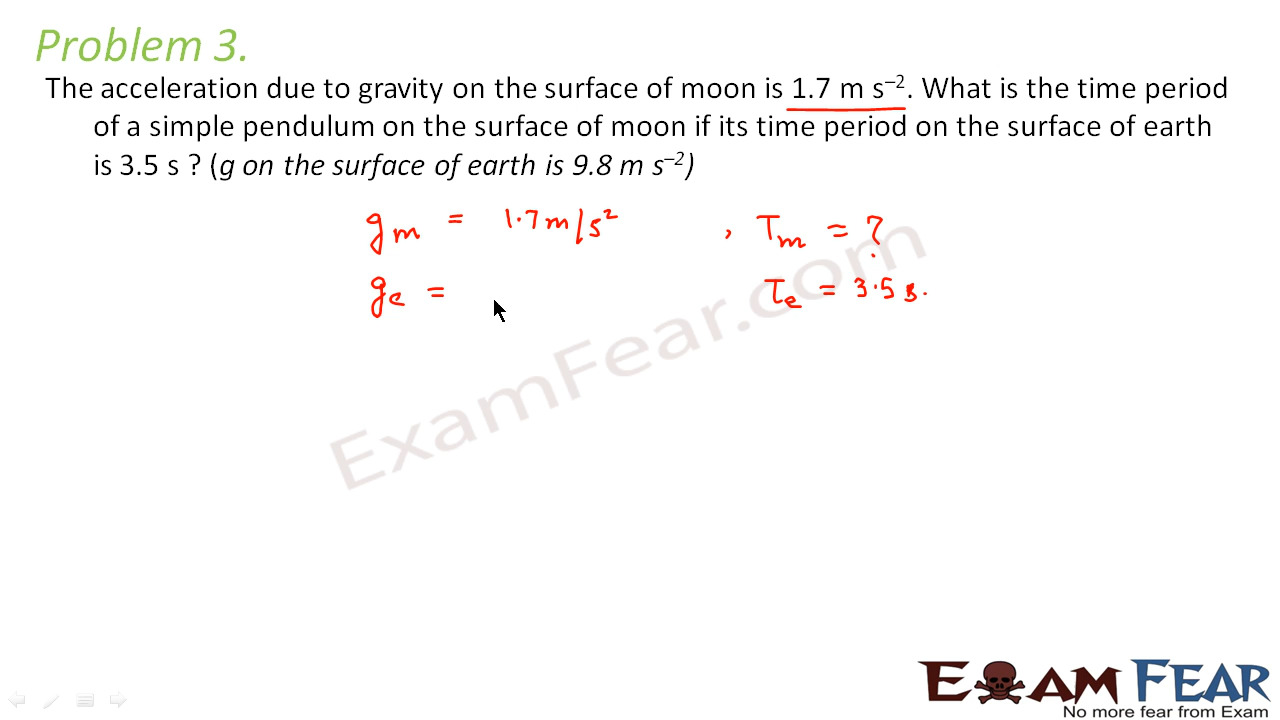 Problem 3.
The acceleration due to gravity on the surface of moon is 1.7 m s⁻². What is the time period
of a simple pendulum on the surface of moon if its time period on the surface of earth
is 3.5 s ? (g on the surface of earth is 9.8 m s⁻²)
gₘ = 1.7 m/s² , Tₘ = ?
gₑ = Tₑ = 3.5 s.
ExamFear.com
EXAM FEAR
No more fear from Exam